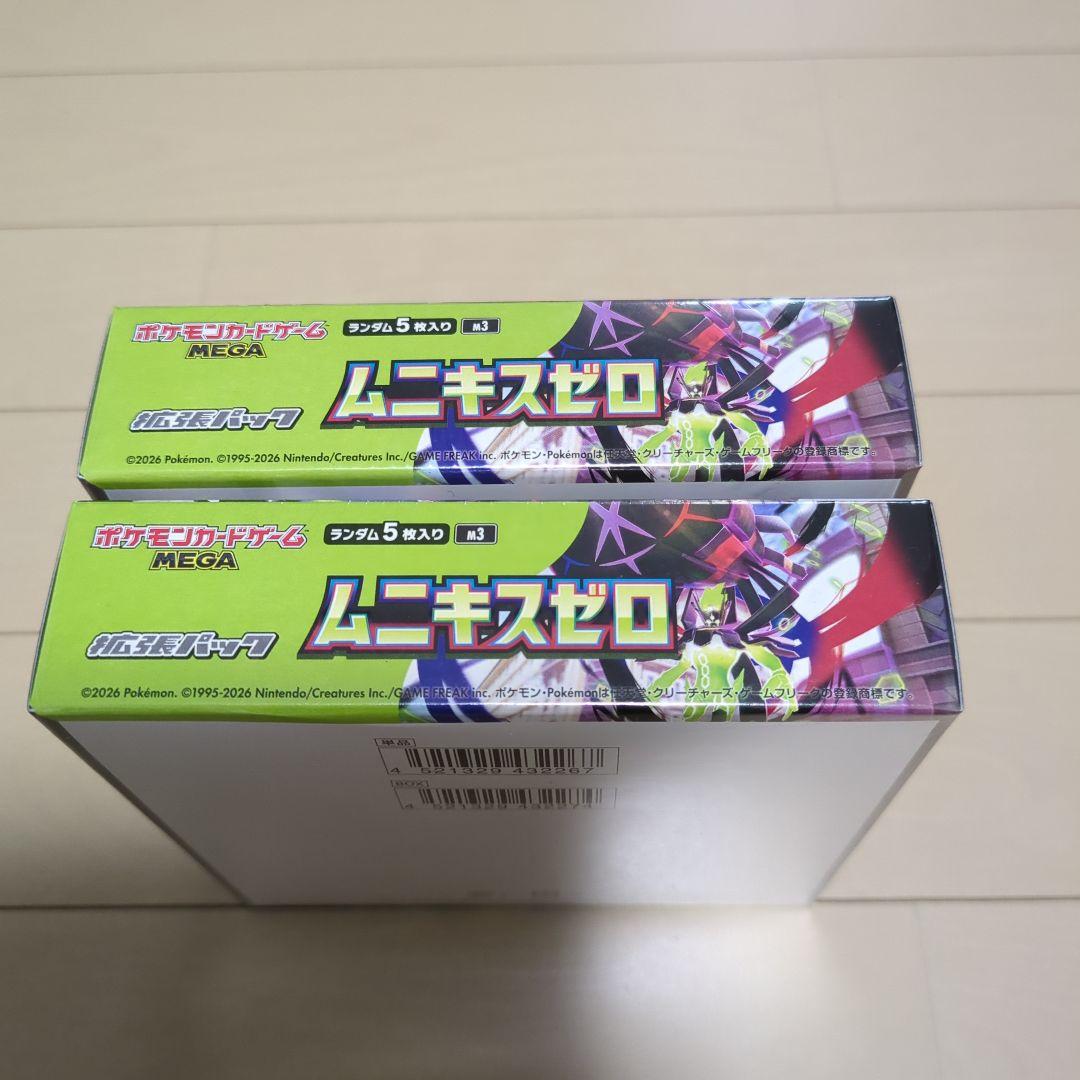 ポケモンカードゲーム
MEGA
ランダム5枚入り M3
ムニキスゼロ
拡張パック
©2026 Pokémon. ©1995-2026 Nintendo/Creatures Inc./GAME FREAK inc. ポケモン・Pokémonは任天堂・クリーチャーズ・ゲームフリークの登録商標です。
ポケモンカードゲーム
MEGA
ランダム5枚入り M3
ムニキスゼロ
拡張パック
©2026 Pokémon. ©1995-2026 Nintendo/Creatures Inc./GAME FREAK inc. ポケモン・Pokémonは任天堂・クリーチャーズ・ゲームフリークの登録商標です。
単品
4 521329 432267
BOX
4 521329 432274